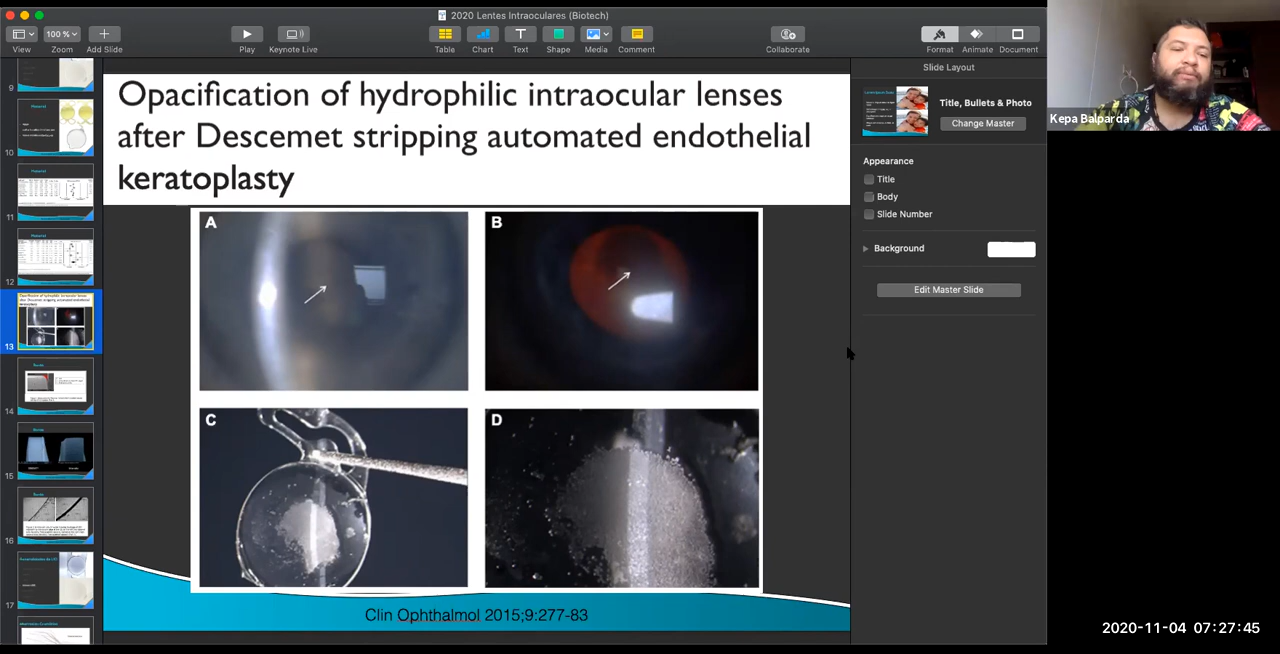 2020 Lentes Intraoculares (Biotech)
100 %
View
Zoom
Add Slide
Play
Keynote Live
Table
Chart
Text
Shape
Media
Comment
Collaborate
Format
Animate
Document
Slide Layout
Title, Bullets & Photo
Change Master
Appearance
Title
Body
Slide Number
Background
Edit Master Slide
9
10
11
12
13
14
15
16
17
Opacification of hydrophilic intraocular lenses
after Descemet stripping automated endothelial
keratoplasty
A
B
C
D
Clin Ophthalmol 2015;9:277-83
Kepa Balparda
2020-11-04 07:27:45